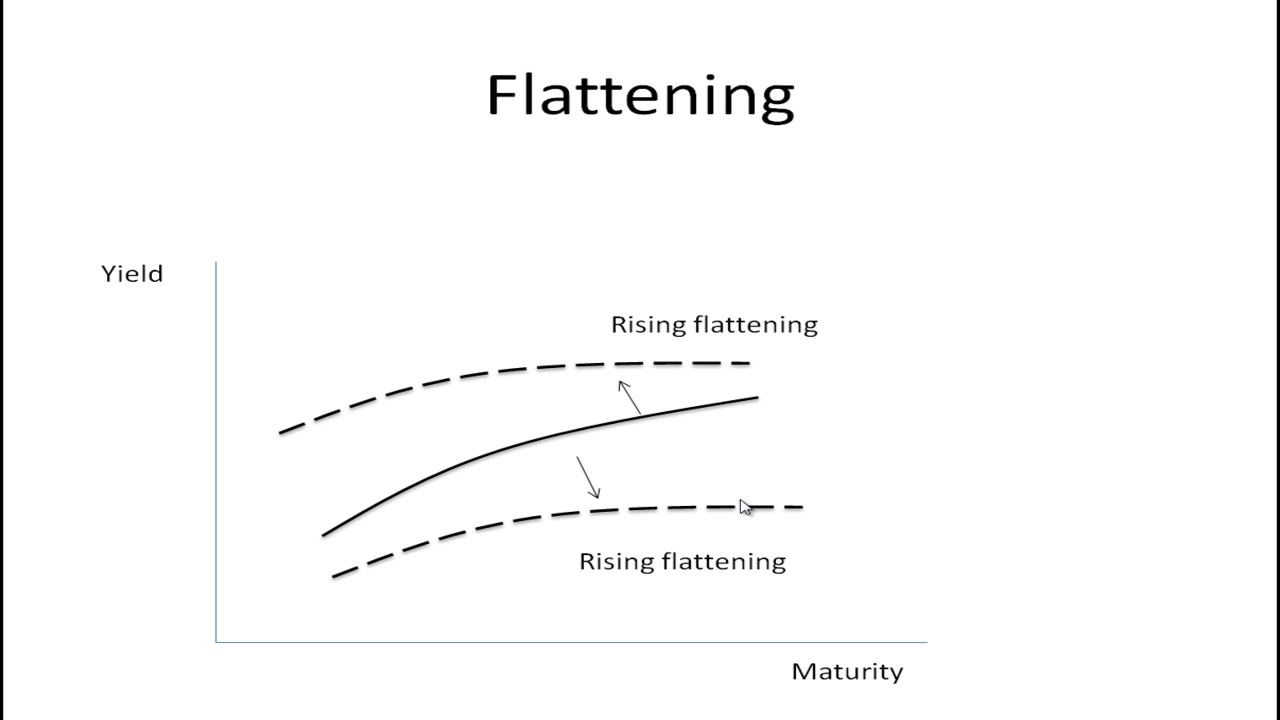 Flattening
Yield
Rising flattening
Rising flattening
Maturity